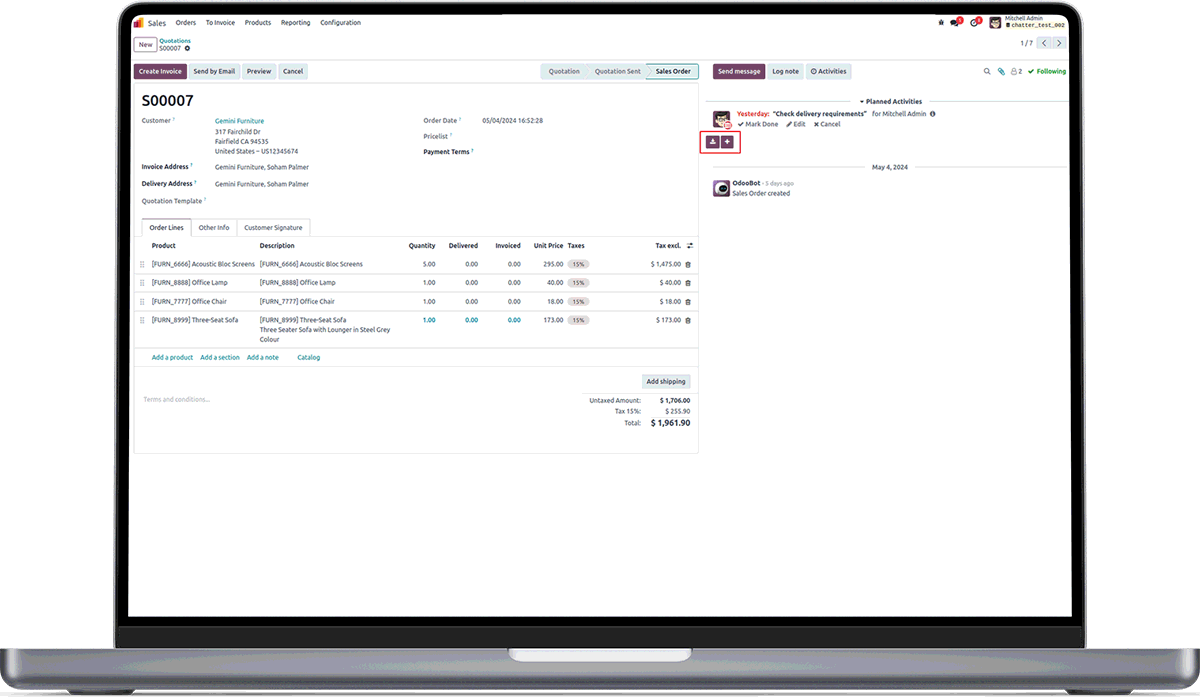 Sales Orders To Invoice Products Reporting Configuration
Mitchell Admin
chatter_test_002
New Quotations
S00007
1 / 7
Create Invoice Send by Email Preview Cancel
Quotation Quotation Sent Sales Order
Send message Log note Activities
2 Following
S00007
Customer ? Gemini Furniture
317 Fairchild Dr
Fairfield CA 94535
United States – US12345674
Invoice Address ? Gemini Furniture, Soham Palmer
Delivery Address ? Gemini Furniture, Soham Palmer
Quotation Template ?
Order Date ? 05/04/2024 16:52:28
Pricelist ?
Payment Terms ?
Planned Activities
Yesterday: "Check delivery requirements" for Mitchell Admin
Mark Done Edit Cancel
May 4, 2024
OdooBot - 5 days ago
Sales Order created
Order Lines Other Info Customer Signature
Product Description Quantity Delivered Invoiced Unit Price Taxes Tax excl.
[FURN_6666] Acoustic Bloc Screens [FURN_6666] Acoustic Bloc Screens 5.00 0.00 0.00 295.00 15% $ 1,475.00
[FURN_8888] Office Lamp [FURN_8888] Office Lamp 1.00 0.00 0.00 40.00 15% $ 40.00
[FURN_7777] Office Chair [FURN_7777] Office Chair 1.00 0.00 0.00 18.00 15% $ 18.00
[FURN_8999] Three-Seat Sofa [FURN_8999] Three-Seat Sofa 1.00 0.00 0.00 173.00 15% $ 173.00
Three Seater Sofa with Lounger in Steel Grey
Colour
Add a product Add a section Add a note Catalog
Add shipping
Terms and conditions...
Untaxed Amount: $ 1,706.00
Tax 15%: $ 255.90
Total: $ 1,961.90